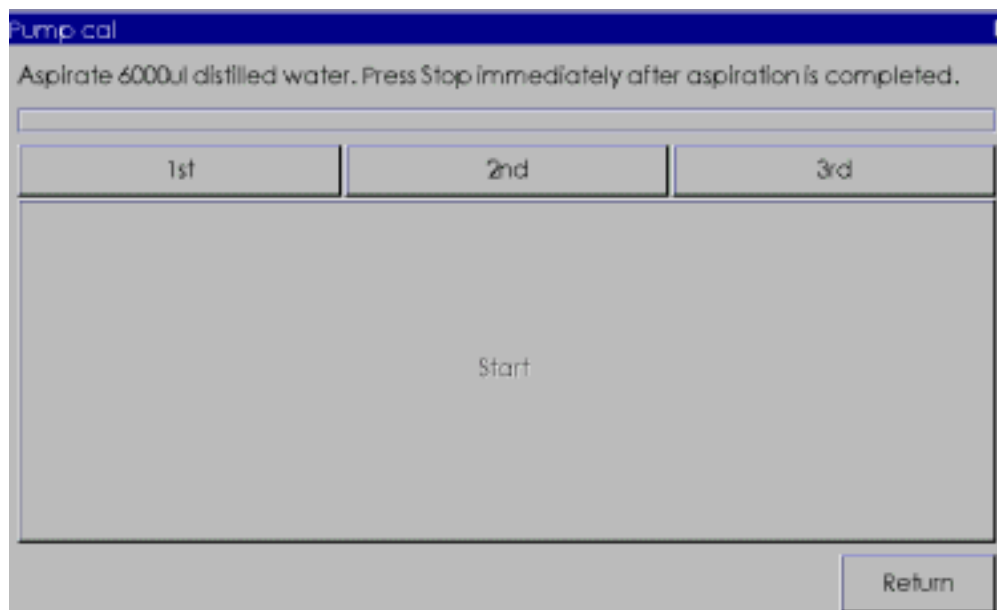 Pump cal
Aspirate 6000ul distilled water. Press Stop immediately after aspiration is completed.
1st 2nd 3rd
Start
Return